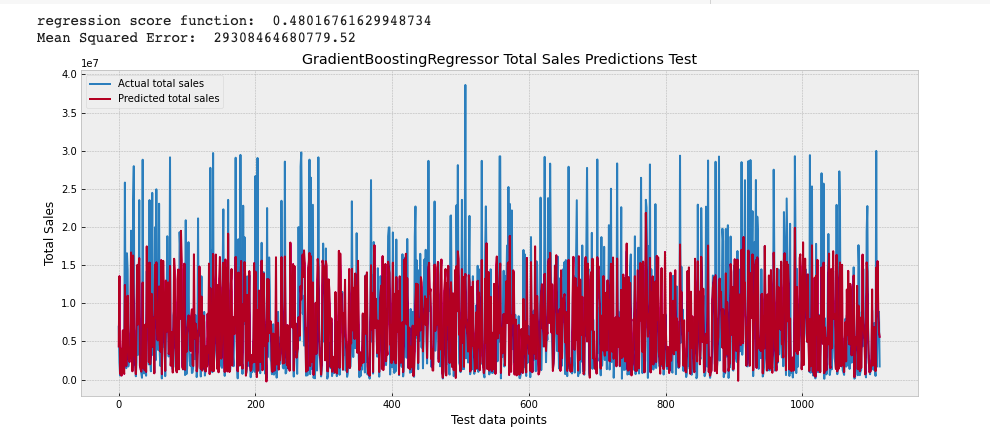 regression score function:  0.48016761629948734
Mean Squared Error:  29308464680779.52
GradientBoostingRegressor Total Sales Predictions Test
1e7
4.0
3.5
3.0
2.5
2.0
1.5
1.0
0.5
0.0
Total Sales
Actual total sales
Predicted total sales
0 200 400 600 800 1000
Test data points